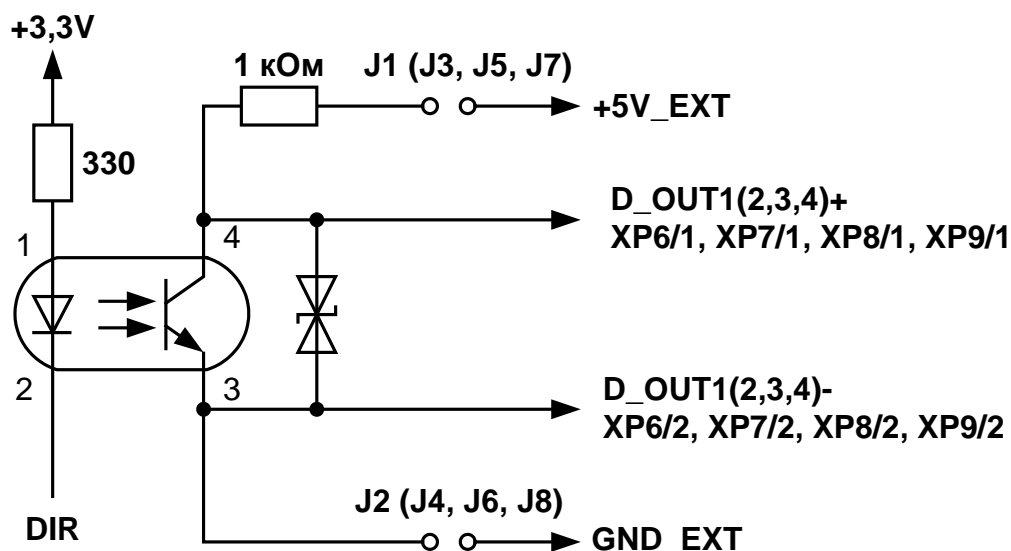 +3,3V
1 кОм
J1 (J3, J5, J7)
+5V_EXT
330
D_OUT1(2,3,4)+
XP6/1, XP7/1, XP8/1, XP9/1
1
4
2
3
D_OUT1(2,3,4)-
XP6/2, XP7/2, XP8/2, XP9/2
J2 (J4, J6, J8)
DIR
GND_EXT